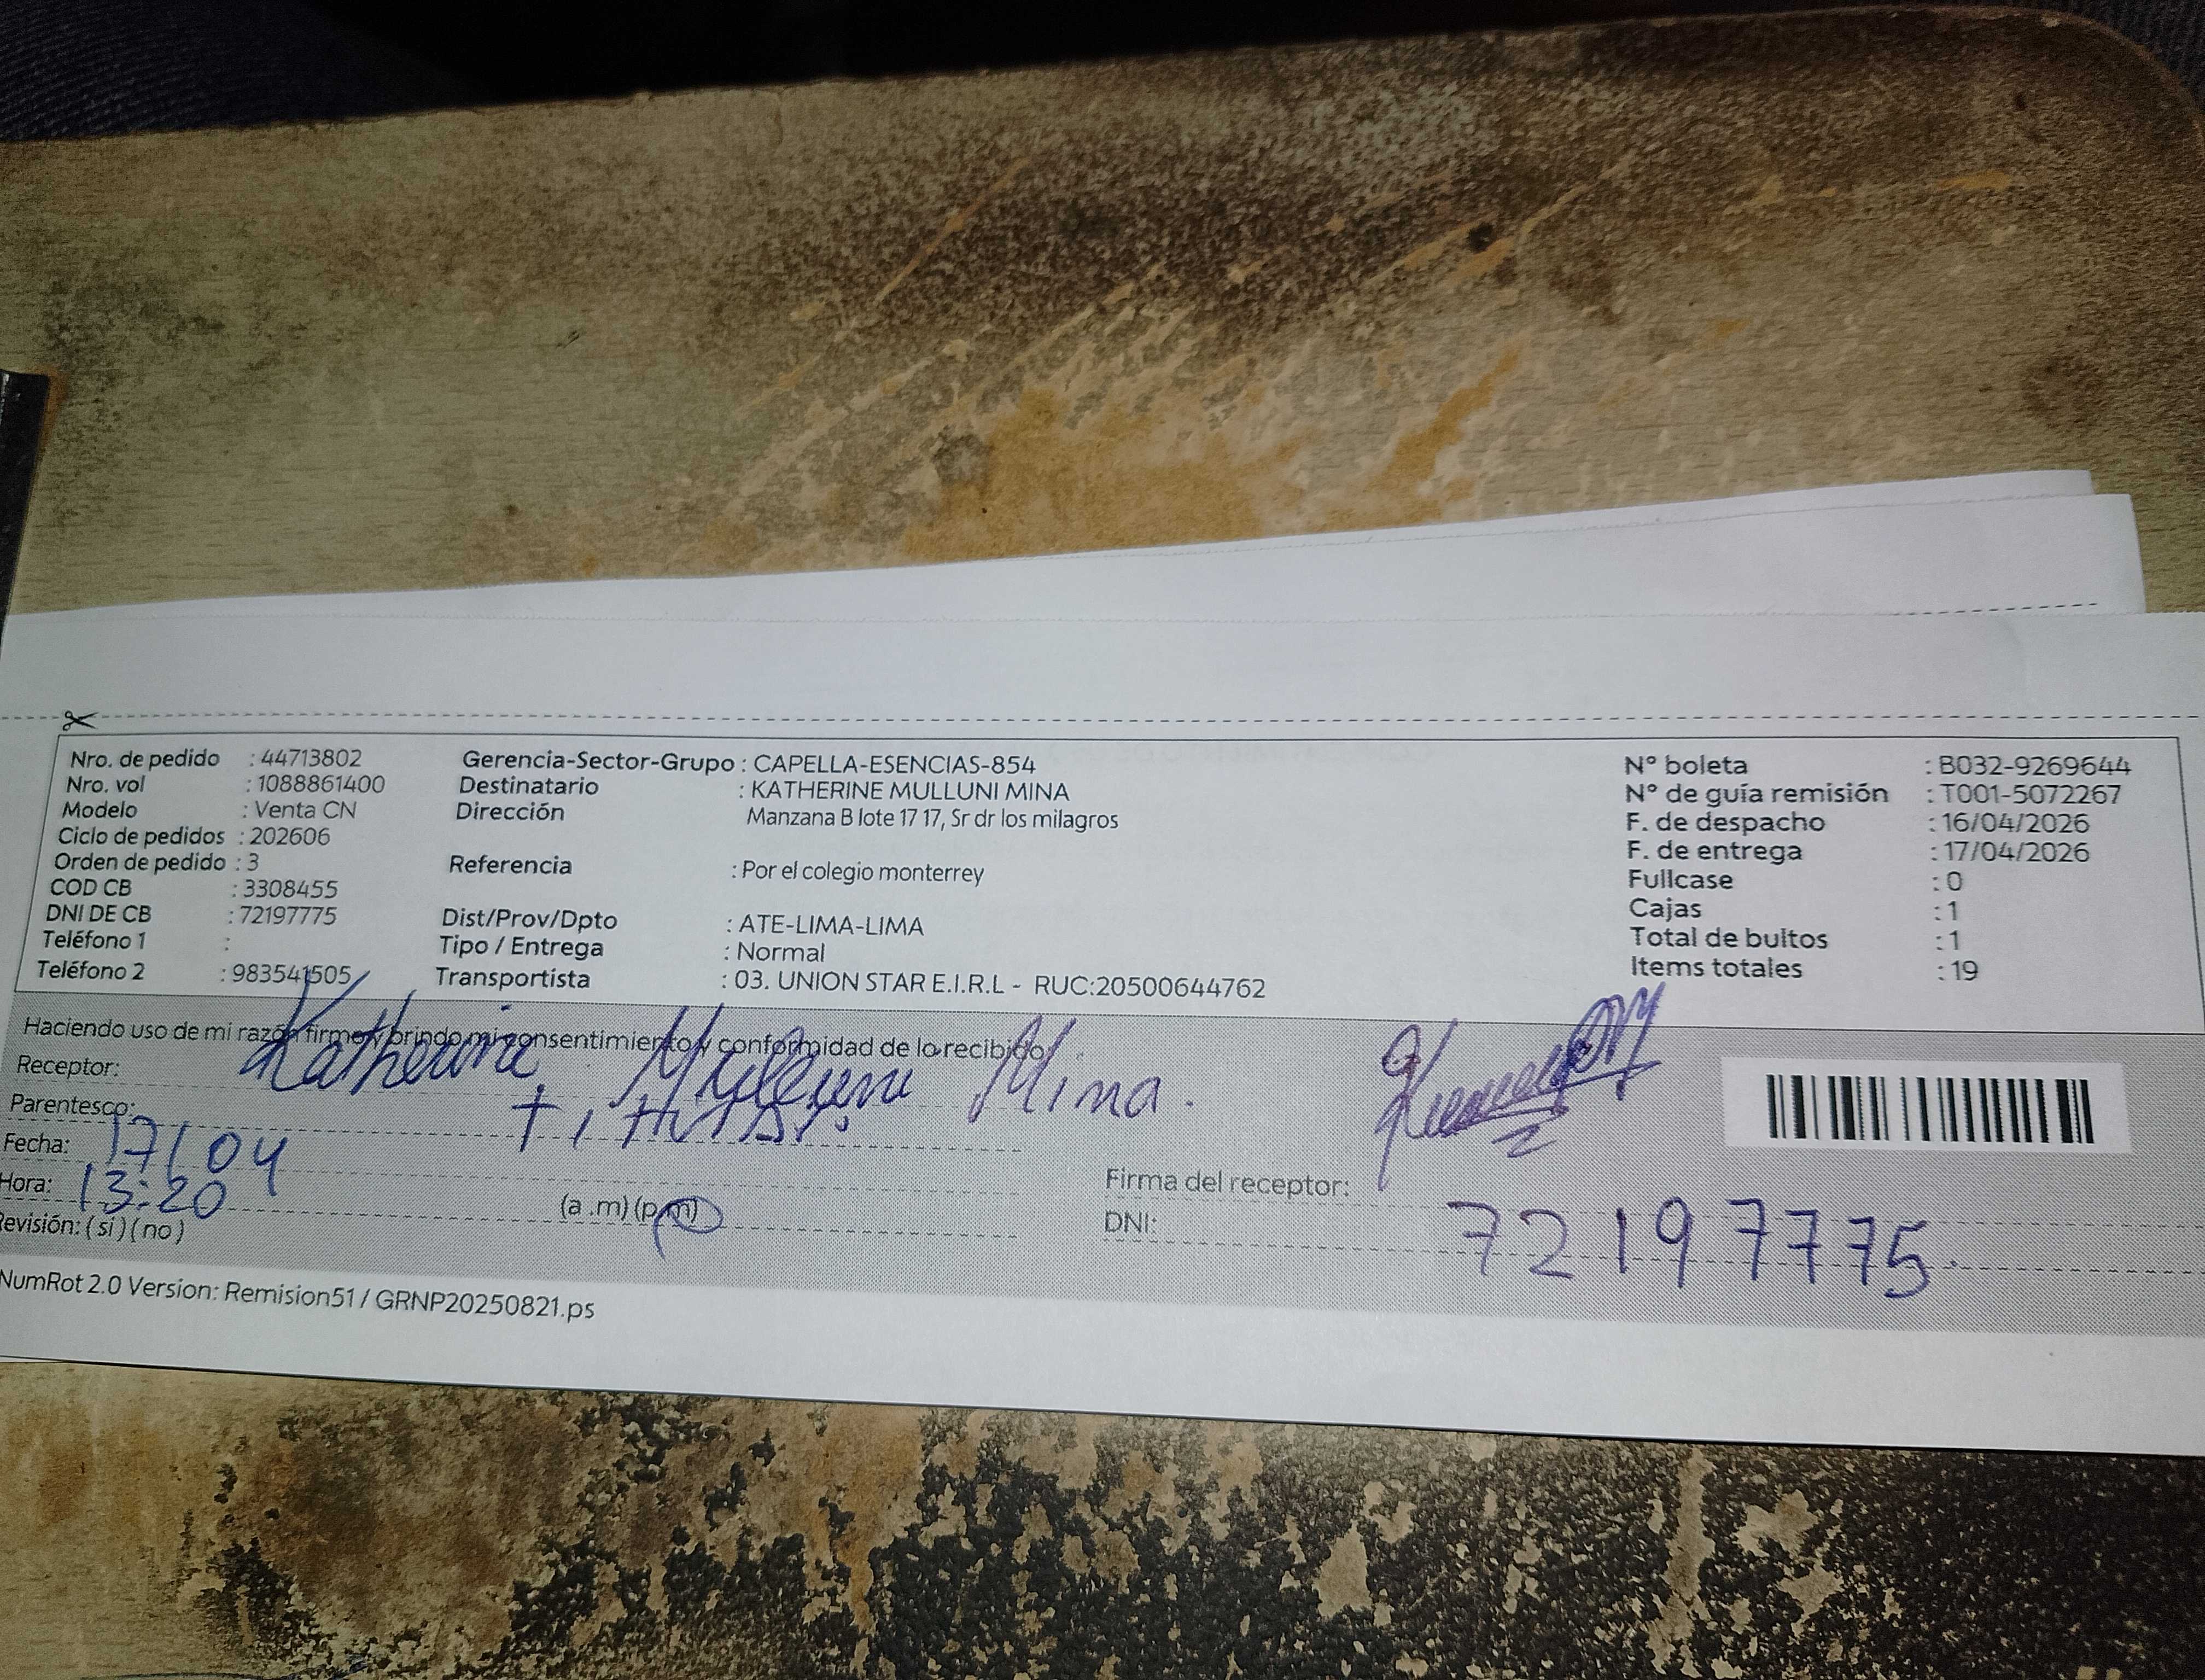 Nro. de pedido : 44713802
Nro. vol : 1088861400
Modelo : Venta CN
Ciclo de pedidos : 202606
Orden de pedido : 3
COD CB : 3308455
DNI DE CB : 72197775
Teléfono 1 :
Teléfono 2 : 983541505
Gerencia-Sector-Grupo : CAPELLA-ESENCIAS-854
Destinatario : KATHERINE MULLUNI MINA
Dirección Manzana B lote 17 17, Sr dr los milagros
Referencia : Por el colegio monterrey
Dist/Prov/Dpto : ATE-LIMA-LIMA
Tipo / Entrega : Normal
Transportista : 03. UNION STAR E.I.R.L - RUC:20500644762
N° boleta : B032-9269644
N° de guía remisión : T001-5072267
F. de despacho : 16/04/2026
F. de entrega : 17/04/2026
Fullcase : 0
Cajas : 1
Total de bultos : 1
Items totales : 19
Haciendo uso de mi razón firmo y brindo mi consentimiento y conformidad de lo recibido
Receptor: Katherine Mulluni Mina.
Parentesco:
Fecha: 17/04
Hora: 13:20 (a .m) (p.m)
Revisión: ( si ) ( no )
Firma del receptor:
DNI: 72197775.
NumRot 2.0 Version: Remision51 / GRNP20250821.ps